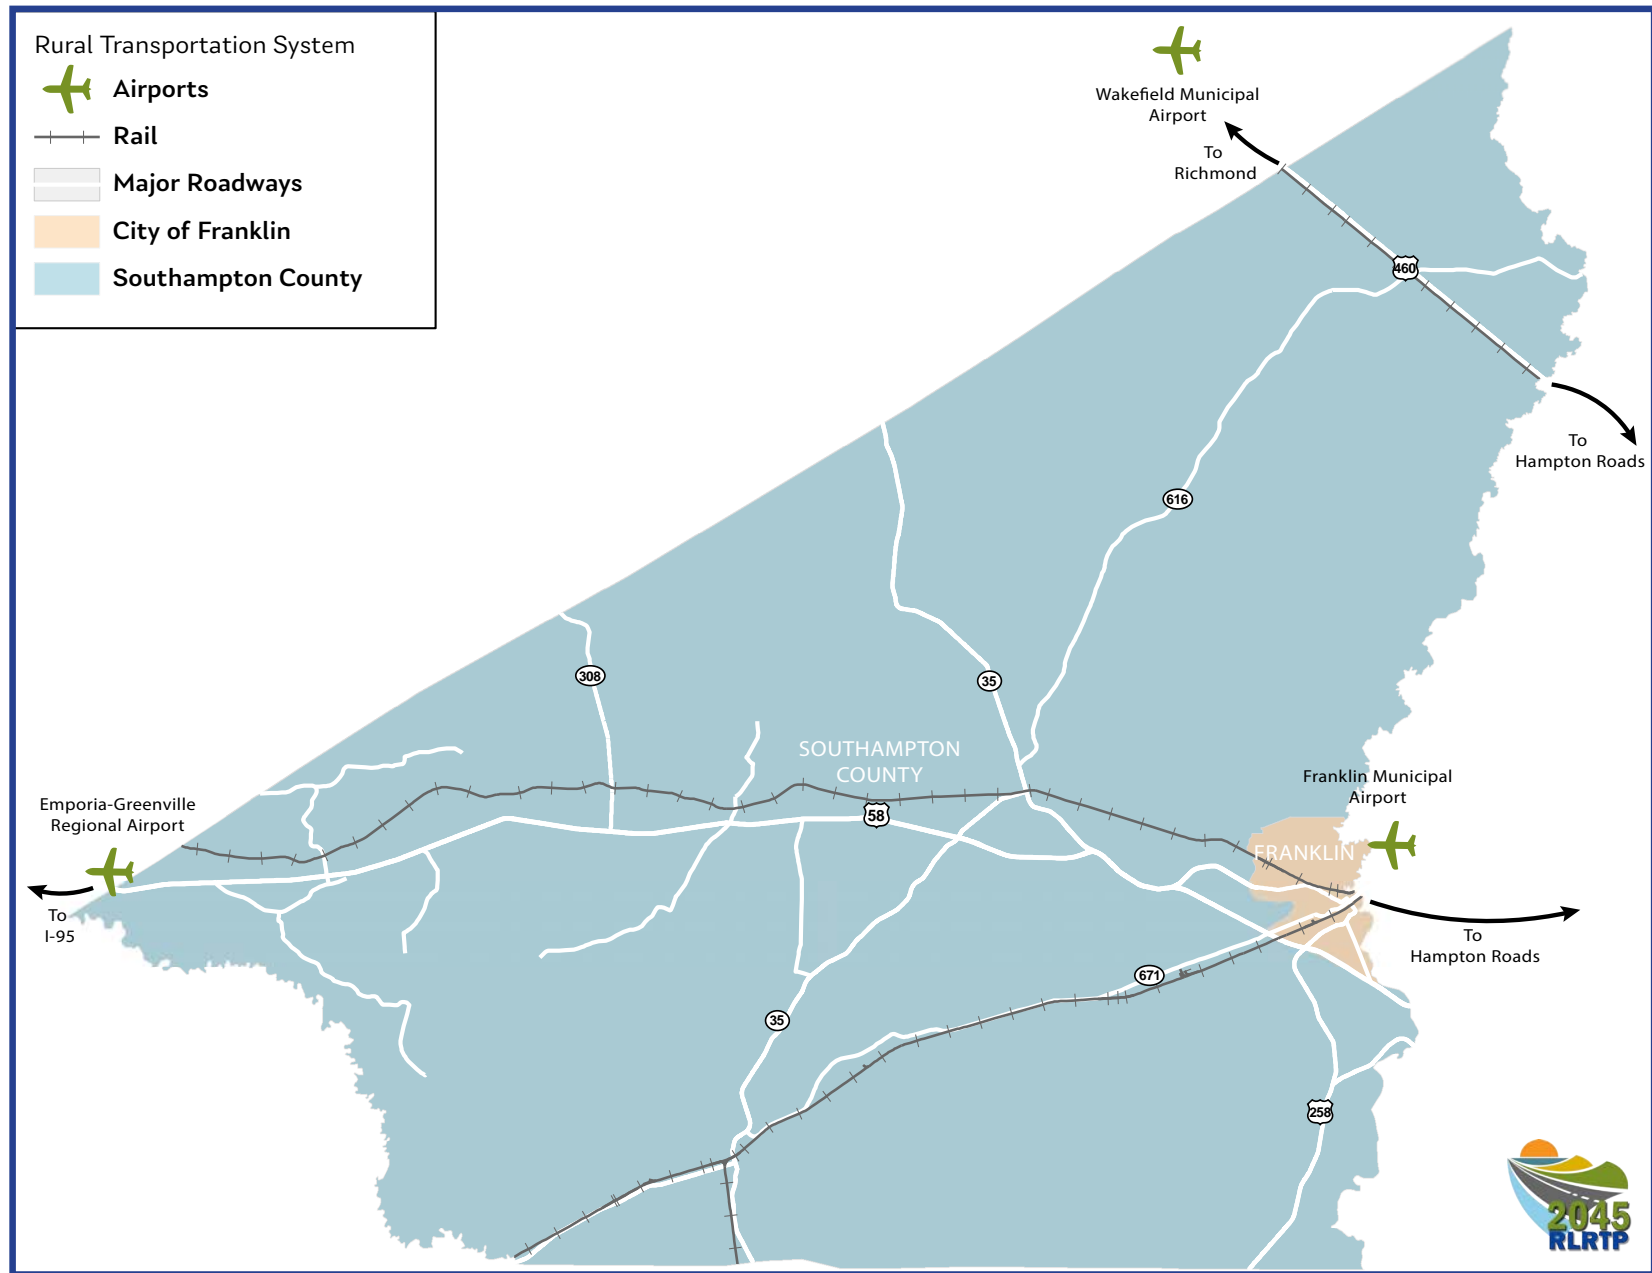 Rural Transportation System
Airports
Rail
Major Roadways
City of Franklin
Southampton County
Wakefield Municipal
Airport
To
Richmond
460
To
Hampton Roads
616
308
35
SOUTHAMPTON
COUNTY
58
Franklin Municipal
Airport
Emporia-Greenville
Regional Airport
FRANKLIN
To
I-95
To
Hampton Roads
671
35
258
2045
RLRTP